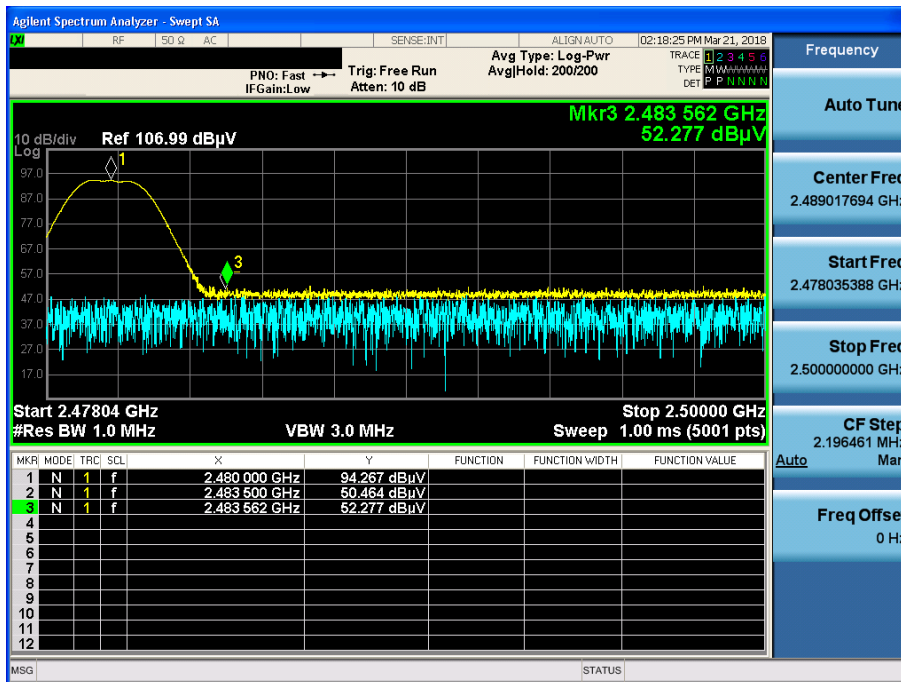 Agilent Spectrum Analyzer - Swept SA
LXI RF 50 Ω AC SENSE:INT ALIGN AUTO 02:18:25 PM Mar 21, 2018
Frequency
PNO: Fast
IFGain:Low
Trig: Free Run
Atten: 10 dB
Avg Type: Log-Pwr
Avg|Hold: 200/200
TRACE 1 2 3 4 5 6
TYPE M W W W W W
DET P P N N N N
Auto Tune
Mkr3 2.483 562 GHz
52.277 dBµV
10 dB/div Ref 106.99 dBµV
Log
97.0
87.0
77.0
67.0
57.0
47.0
37.0
27.0
17.0
1
3
Center Freq
2.489017694 GHz
Start Freq
2.478035388 GHz
Stop Freq
2.500000000 GHz
Start 2.47804 GHz Stop 2.50000 GHz
#Res BW 1.0 MHz VBW 3.0 MHz Sweep 1.00 ms (5001 pts)
CF Step
2.196461 MHz
Auto Man
MKR MODE TRC SCL X Y FUNCTION FUNCTION WIDTH FUNCTION VALUE
1 N 1 f 2.480 000 GHz 94.267 dBµV
2 N 1 f 2.483 500 GHz 50.464 dBµV
3 N 1 f 2.483 562 GHz 52.277 dBµV
4
5
6
7
8
9
10
11
12
Freq Offse
0 Hz
MSG STATUS